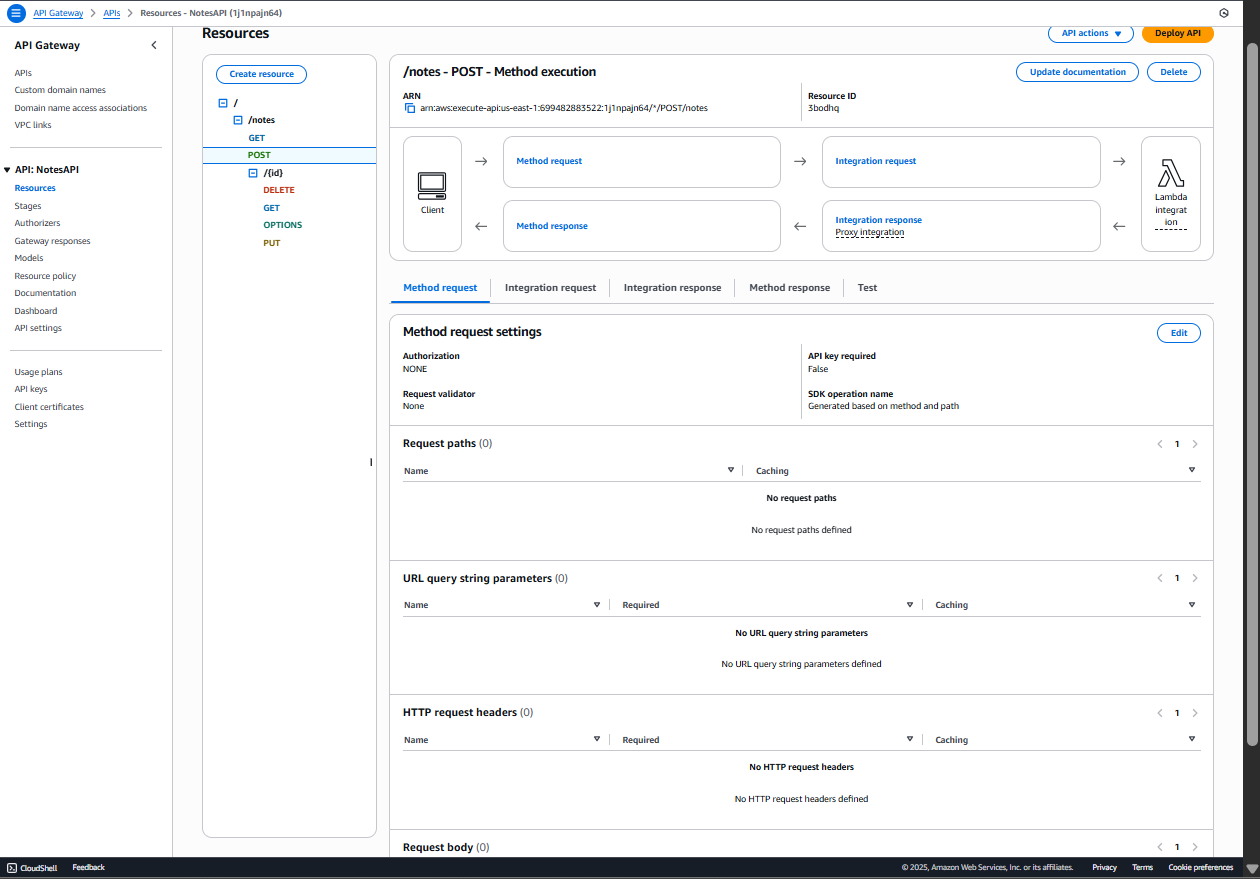 API Gateway
APIs
Resources - NotesAPI (1j1npajn64)
API Gateway
APIs
Custom domain names
Domain name access associations
VPC links
API: NotesAPI
Resources
Stages
Authorizers
Gateway responses
Models
Resource policy
Documentation
Dashboard
API settings
Usage plans
API keys
Client certificates
Settings
Resources
API actions
Deploy API
Create resource
/
/notes
GET
POST
/{id}
DELETE
GET
OPTIONS
PUT
/notes - POST - Method execution
Update documentation
Delete
ARN
arn:aws:execute-api:us-east-1:699482883522:1j1npajn64/*/POST/notes
Resource ID
3bodhq
Client
Method request
Integration request
Method response
Integration response
Proxy integration
Lambda
integrat
ion
Method request
Integration request
Integration response
Method response
Test
Method request settings
Edit
Authorization
NONE
API key required
False
Request validator
None
SDK operation name
Generated based on method and path
Request paths (0)
1
Name
Caching
No request paths
No request paths defined
URL query string parameters (0)
1
Name
Required
Caching
No URL query string parameters
No URL query string parameters defined
HTTP request headers (0)
1
Name
Required
Caching
No HTTP request headers
No HTTP request headers defined
Request body (0)
1
CloudShell
Feedback
© 2025, Amazon Web Services, Inc. or its affiliates.
Privacy
Terms
Cookie preferences